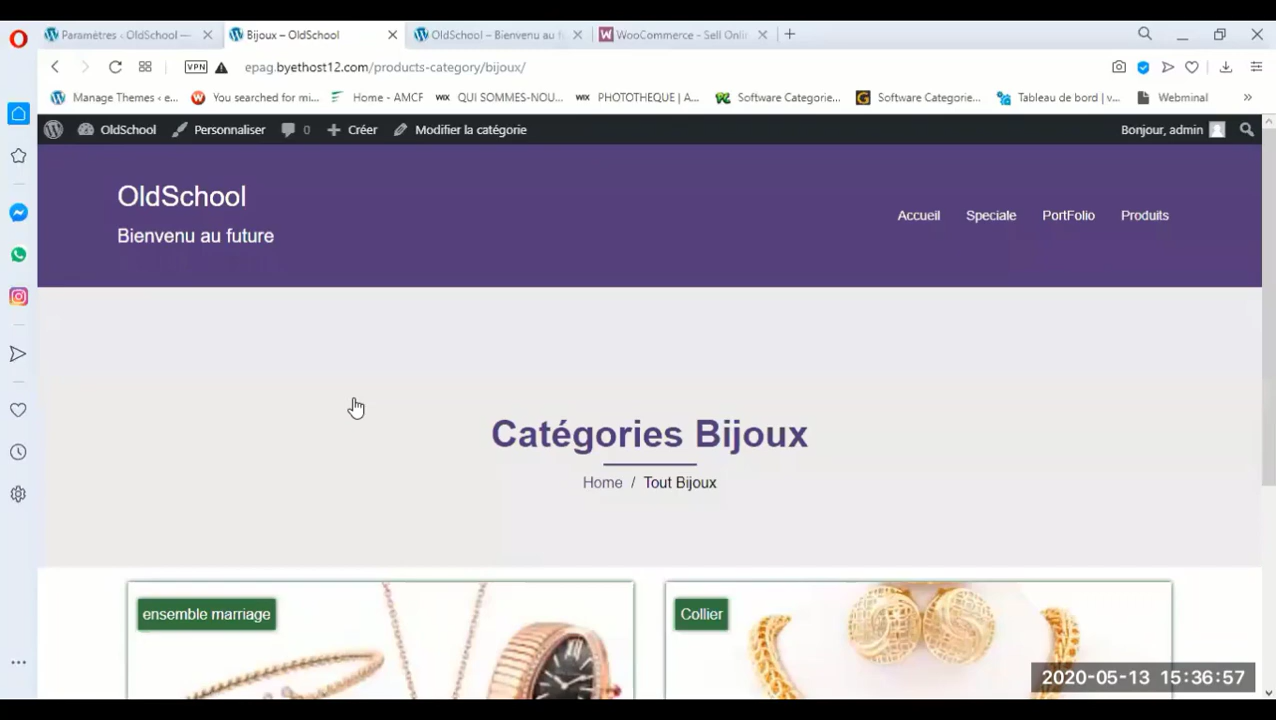 Paramètres ‹ OldSchool —
Bijoux – OldSchool
OldSchool – Bienvenu au f
WooCommerce - Sell Onlin
VPN
epag.byethost12.com/products-category/bijoux/
Manage Themes ‹ e...
You searched for mi...
Home - AMCF
WIX QUI SOMMES-NOU...
WIX PHOTOTHEQUE | A...
Software Categorie...
G Software Categorie...
Tableau de bord | v...
Webminal
»
OldSchool
Personnaliser
0
Créer
Modifier la catégorie
Bonjour, admin
OldSchool
Bienvenu au future
Accueil
Speciale
PortFolio
Produits
Catégories Bijoux
Home / Tout Bijoux
ensemble marriage
Collier
2020-05-13 15:36:57